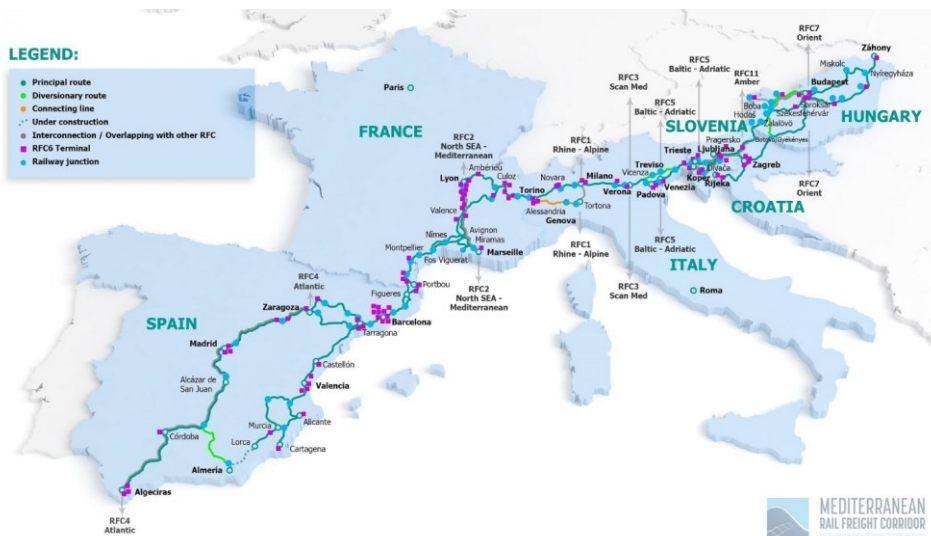 LEGEND:
Principal route
Diversionary route
Connecting line
Under construction
Interconnection / Overlapping with other RFC
RFC6 Terminal
Railway junction
Paris
FRANCE
RFC2
North SEA -
Mediterranean
Ambérieu
Lyon
Culoz
Valence
Avignon
Miramas
Nîmes
Montpellier
Fos Viguerat
Marseille
RFC2
North SEA -
Mediterranean
Portbou
Figueres
RFC4
Atlantic
Zaragoza
Barcelona
Tarragona
SPAIN
Madrid
Castellón
Alcázar de
San Juan
Valencia
Murcia
Alicante
Lorca
Cartagena
Córdoba
Almería
Algeciras
RFC4
Atlantic
RFC1
Rhine - Alpine
Novara
Torino
Milano
Alessandria
Tortona
Genova
RFC1
Rhine - Alpine
RFC3
Scan Med
Verona
Vicenza
Treviso
Padova
Venezia
RFC3
Scan Med
RFC5
Baltic - Adriatic
RFC5
Baltic - Adriatic
RFC5
Baltic - Adriatic
ITALY
Roma
Trieste
Koper
Rijeka
Divača
Ljubljana
Pragersko
SLOVENIA
Zagreb
CROATIA
RFC11
Amber
Boba
Hodoš
Zalalövő
RFC7
Orient
Budapest
Soroksár
Székesfehérvár
Miskolc
Záhony
Nyíregyháza
HUNGARY
RFC7
Orient
MEDITERRANEAN
RAIL FREIGHT CORRIDOR